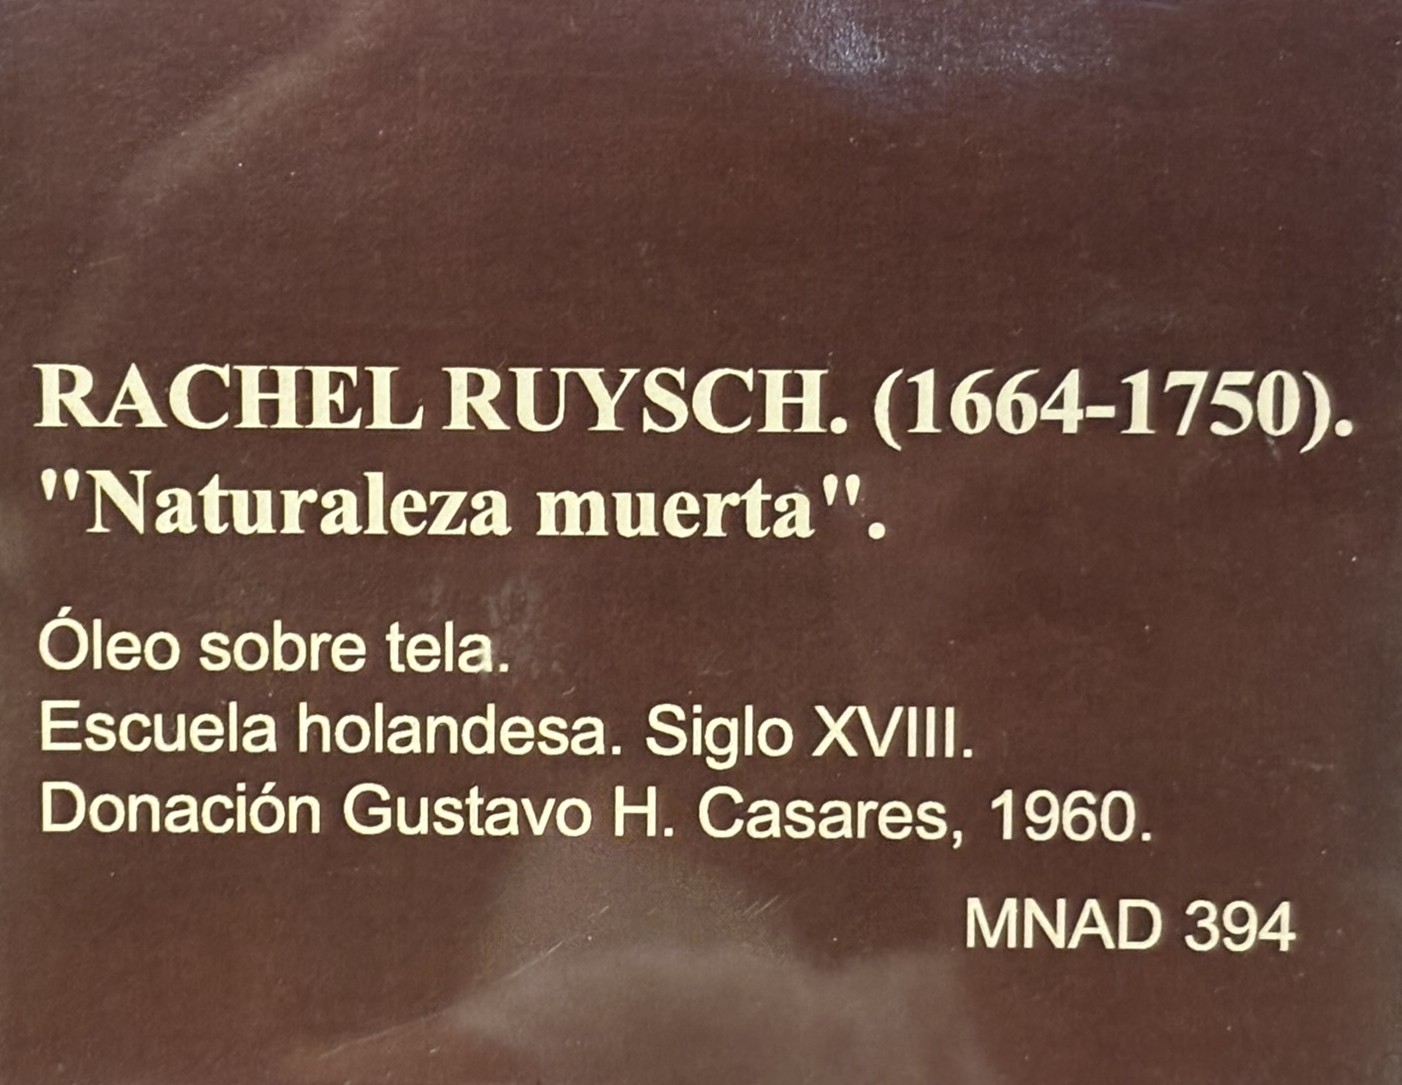 RACHEL RUYSCH. (1664-1750).
"Naturaleza muerta".
Óleo sobre tela.
Escuela holandesa. Siglo XVIII.
Donación Gustavo H. Casares, 1960.
MNAD 394